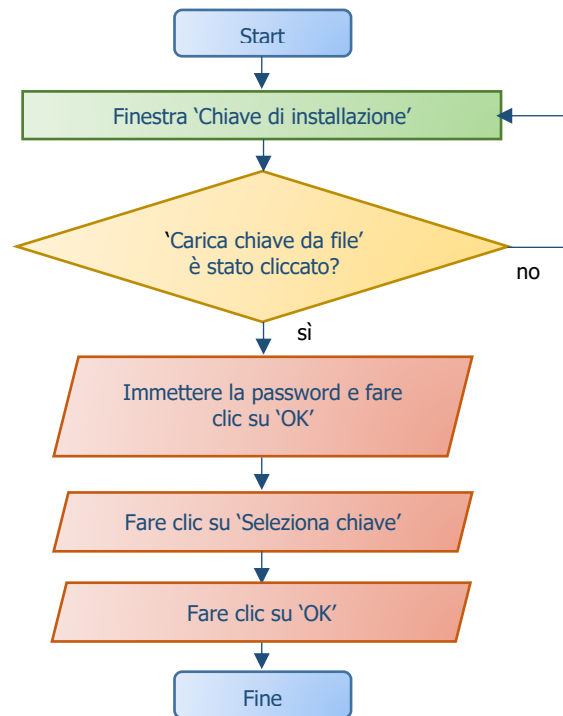 Start
Finestra ‘Chiave di installazione’
‘Carica chiave da file’
è stato cliccato?
no
sì
Immettere la password e fare
clic su ‘OK’
Fare clic su ‘Seleziona chiave’
Fare clic su ‘OK’
Fine